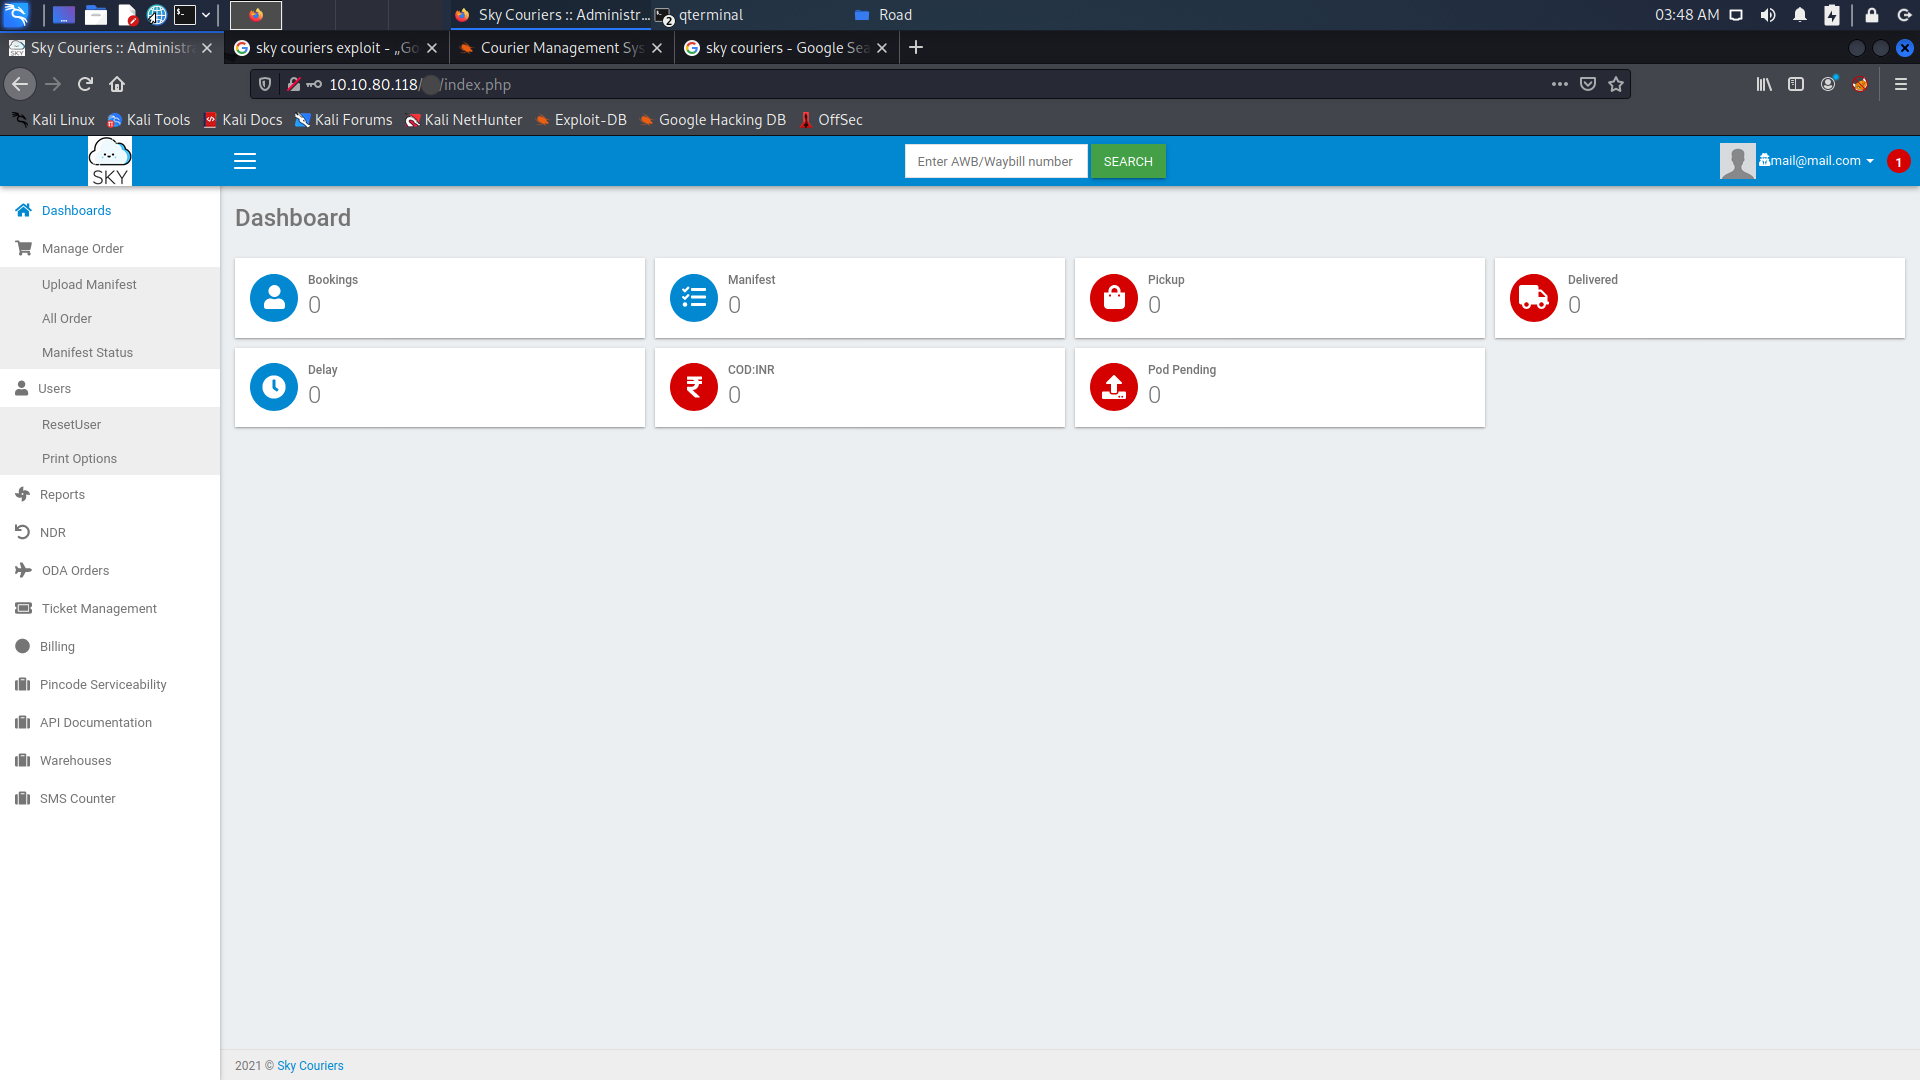 Sky Couriers :: Administr...
qterminal
Road
03:48 AM
Sky Couriers :: Administr
sky couriers exploit - „Go
Courier Management Sys
sky couriers - Google Sea
10.10.80.118/ /index.php
Kali Linux
Kali Tools
Kali Docs
Kali Forums
Kali NetHunter
Exploit-DB
Google Hacking DB
OffSec
SKY
Enter AWB/Waybill number
SEARCH
mail@mail.com
1
Dashboards
Manage Order
Upload Manifest
All Order
Manifest Status
Users
ResetUser
Print Options
Reports
NDR
ODA Orders
Ticket Management
Billing
Pincode Serviceability
API Documentation
Warehouses
SMS Counter
Dashboard
Bookings
0
Manifest
0
Pickup
0
Delivered
0
Delay
0
COD:INR
0
Pod Pending
0
2021 © Sky Couriers